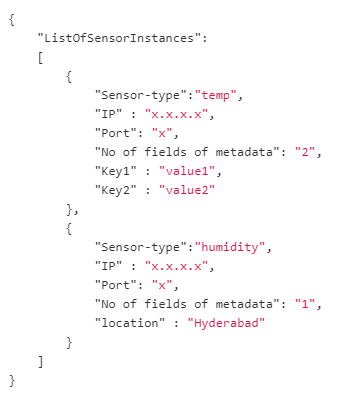 {
    "ListOfSensorInstances":
    [
        {
            "Sensor-type":"temp",
            "IP" : "x.x.x.x",
            "Port": "x",
            "No of fields of metadata": "2",
            "Key1" : "value1",
            "Key2" : "value2"
        },
        {
            "Sensor-type":"humidity",
            "IP" : "x.x.x.x",
            "Port": "x",
            "No of fields of metadata": "1",
            "location" : "Hyderabad"
        }
    ]
}